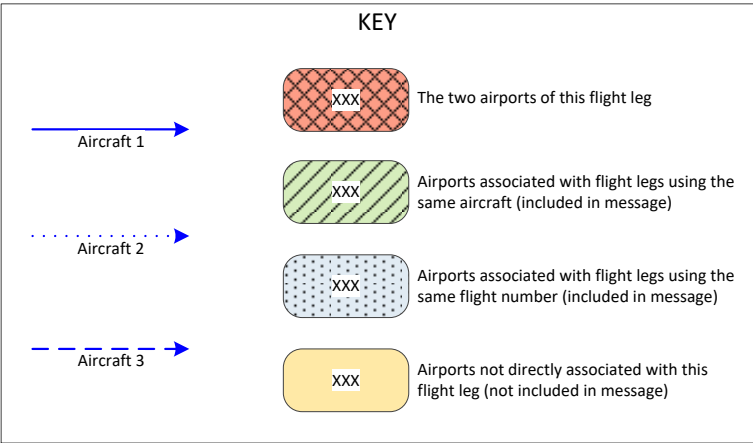 KEY
XXX
The two airports of this flight leg
Aircraft 1
XXX
Airports associated with flight legs using the
same aircraft (included in message)
Aircraft 2
XXX
Airports associated with flight legs using the
same flight number (included in message)
Aircraft 3
XXX
Airports not directly associated with this
flight leg (not included in message)